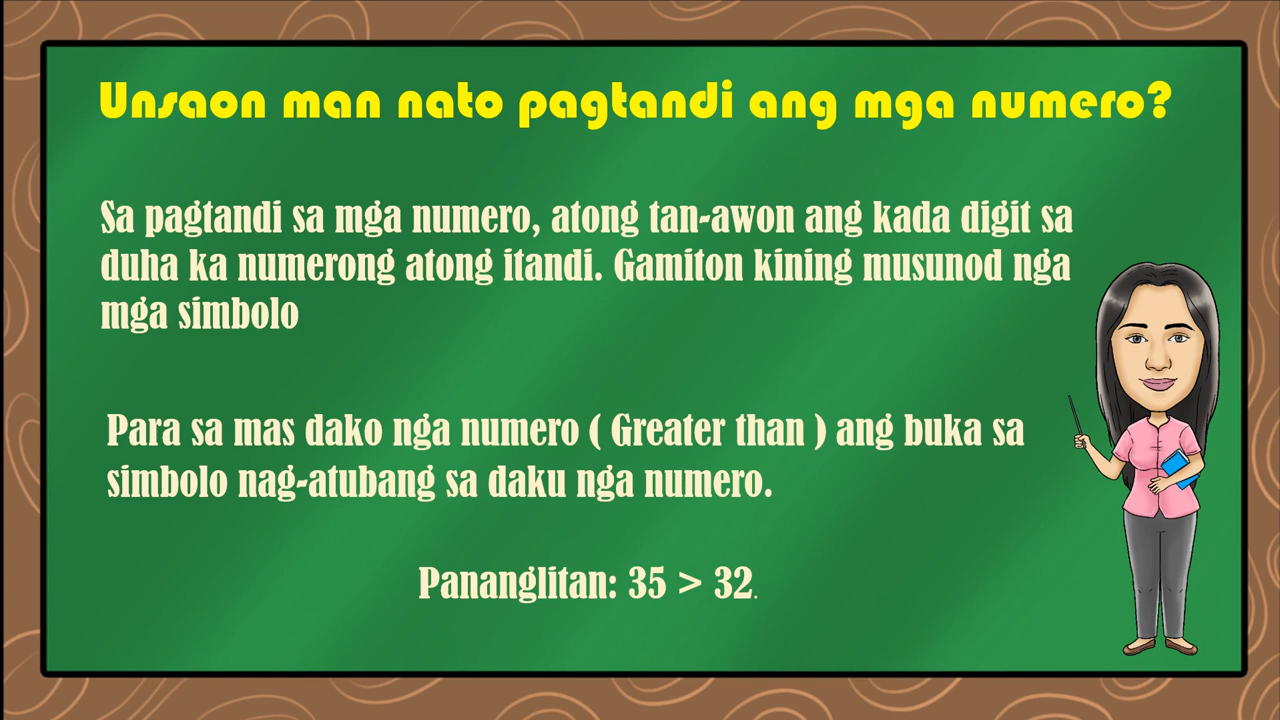 Unsaon man nato pagtandi ang mga numero?
Sa pagtandi sa mga numero, atong tan-awon ang kada digit sa
duha ka numerong atong itandi. Gamiton kining musunod nga
mga simbolo
Para sa mas dako nga numero ( Greater than ) ang buka sa
simbolo nag-atubang sa daku nga numero.
Pananglitan: 35 > 32.